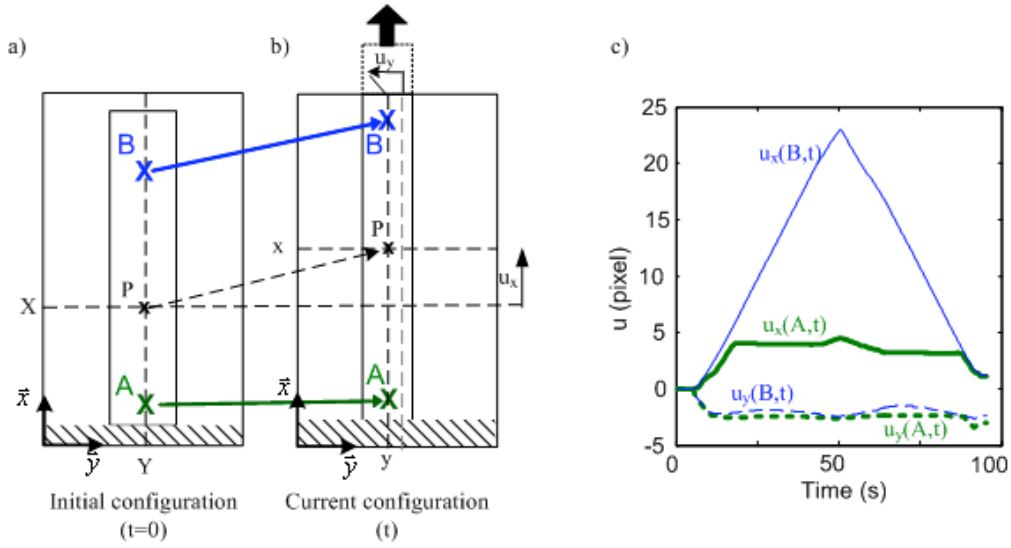 a)
B
P
X
A
x⃗
y⃗
Y
Initial configuration
(t=0)
b)
u_y
B
P
x
u_x
A
x⃗
y⃗
y
Current configuration
(t)
c)
25
20
15
10
5
0
-5
u (pixel)
u_x(B,t)
u_x(A,t)
u_y(B,t)
u_y(A,t)
0
50
100
Time (s)